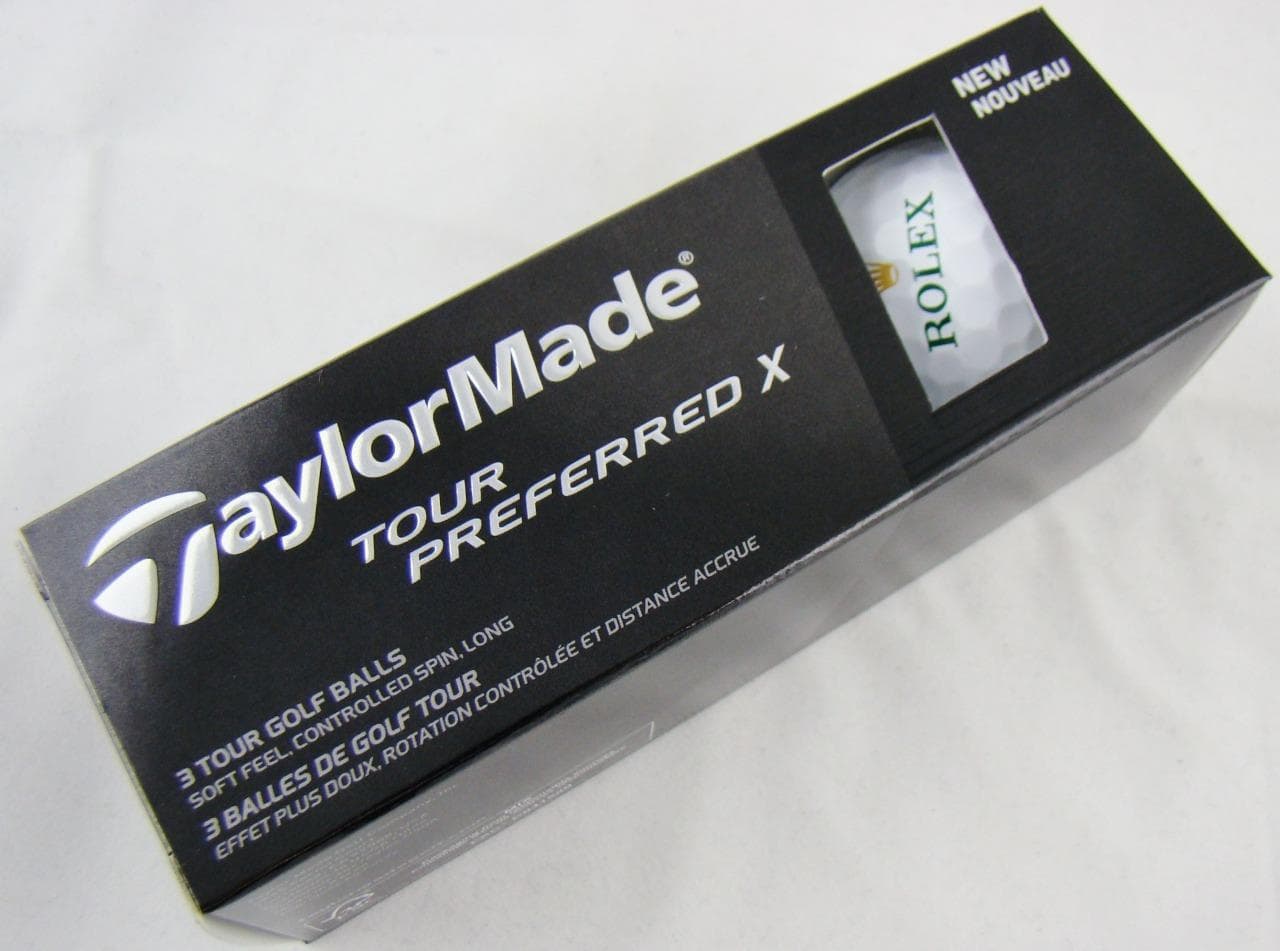 NEW
NOUVEAU
ROLEX
TaylorMade®
TOUR
PREFERRED X
3 TOUR GOLF BALLS
SOFT FEEL, CONTROLLED SPIN, LONG
3 BALLES DE GOLF TOUR
EFFET PLUS DOUX, ROTATION CONTRÔLÉE ET DISTANCE ACCRUE